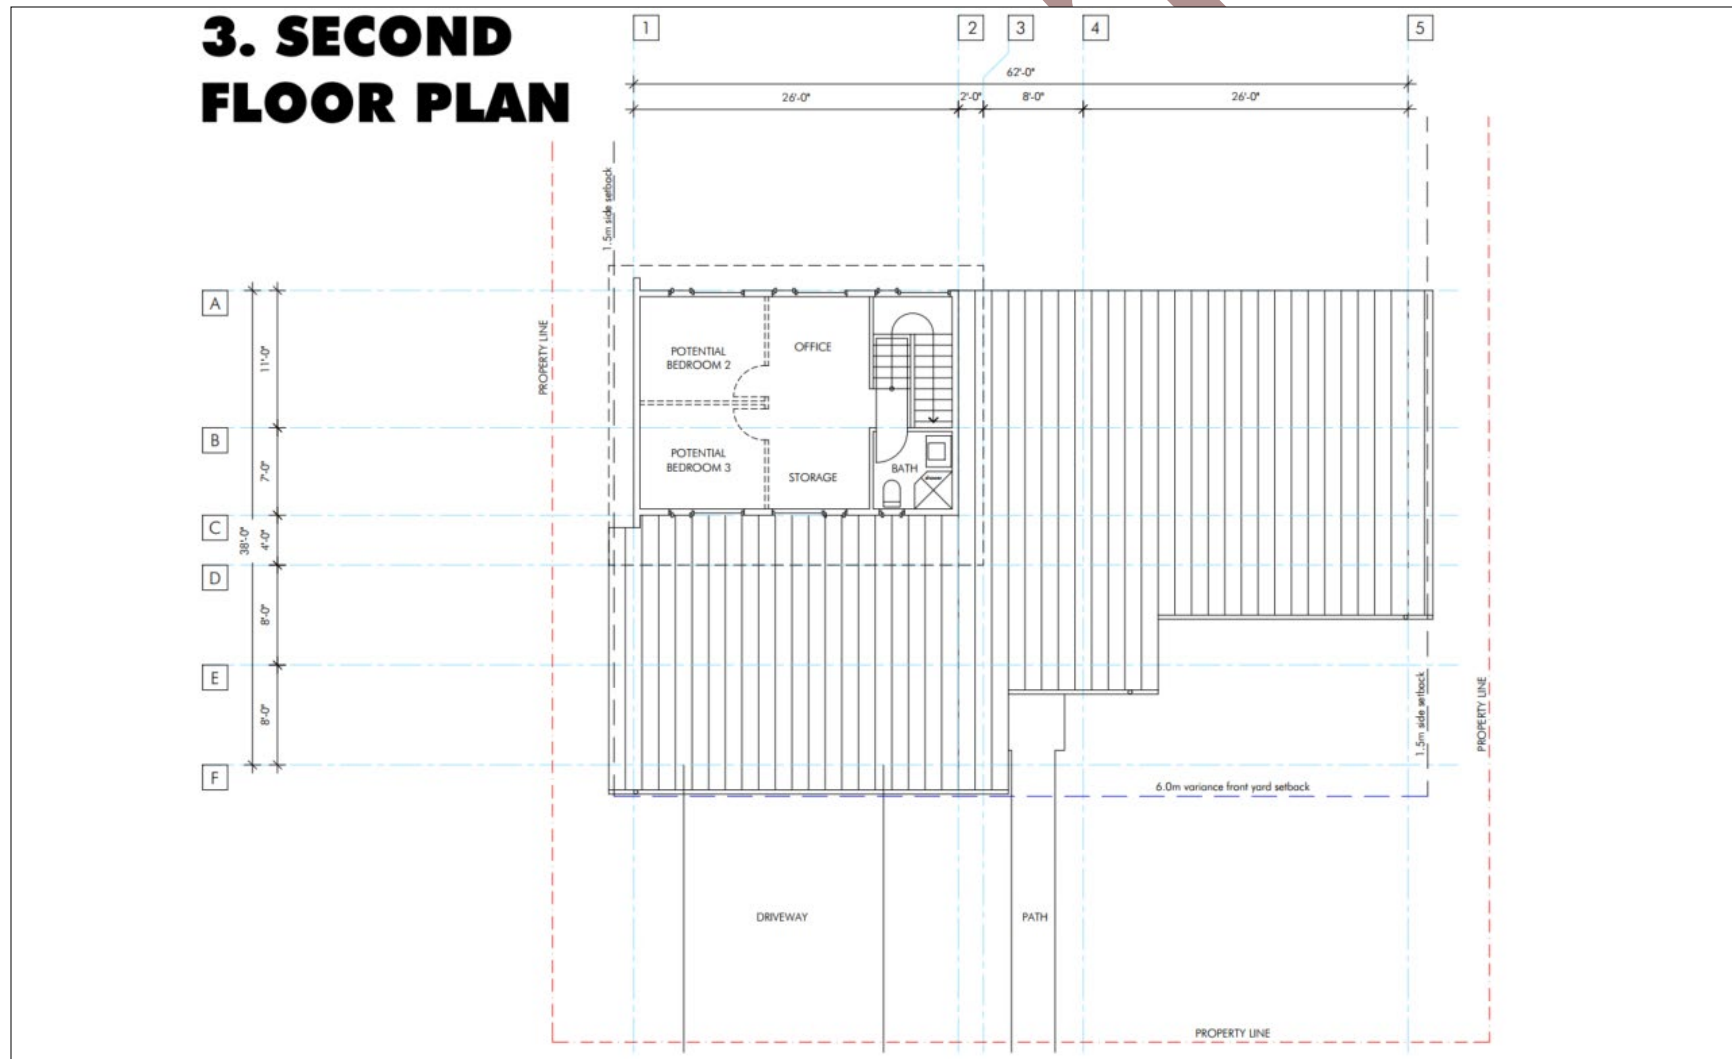 3. SECOND
FLOOR PLAN
1
2
3
4
5
62'-0"
26'-0"
2'-0"
8'-0"
26'-0"
1.5m side setback
A
B
C
D
E
F
11'-0"
7'-0"
4'-0"
38'-0"
8'-0"
8'-0"
PROPERTY LINE
POTENTIAL
BEDROOM 2
OFFICE
POTENTIAL
BEDROOM 3
STORAGE
BATH
shower
1.5m side setback
PROPERTY LINE
6.0m variance front yard setback
DRIVEWAY
PATH
PROPERTY LINE